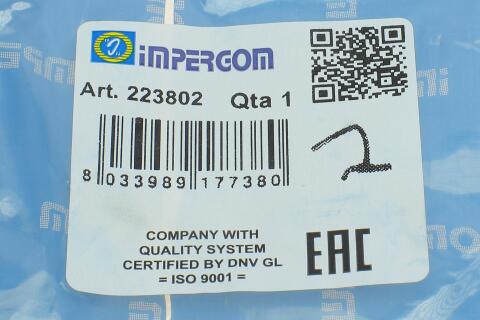 IMPERGOM
Art. 223802 Qta 1
8 033989 177380
2
COMPANY WITH
QUALITY SYSTEM
CERTIFIED BY DNV GL
= ISO 9001 =
EAC